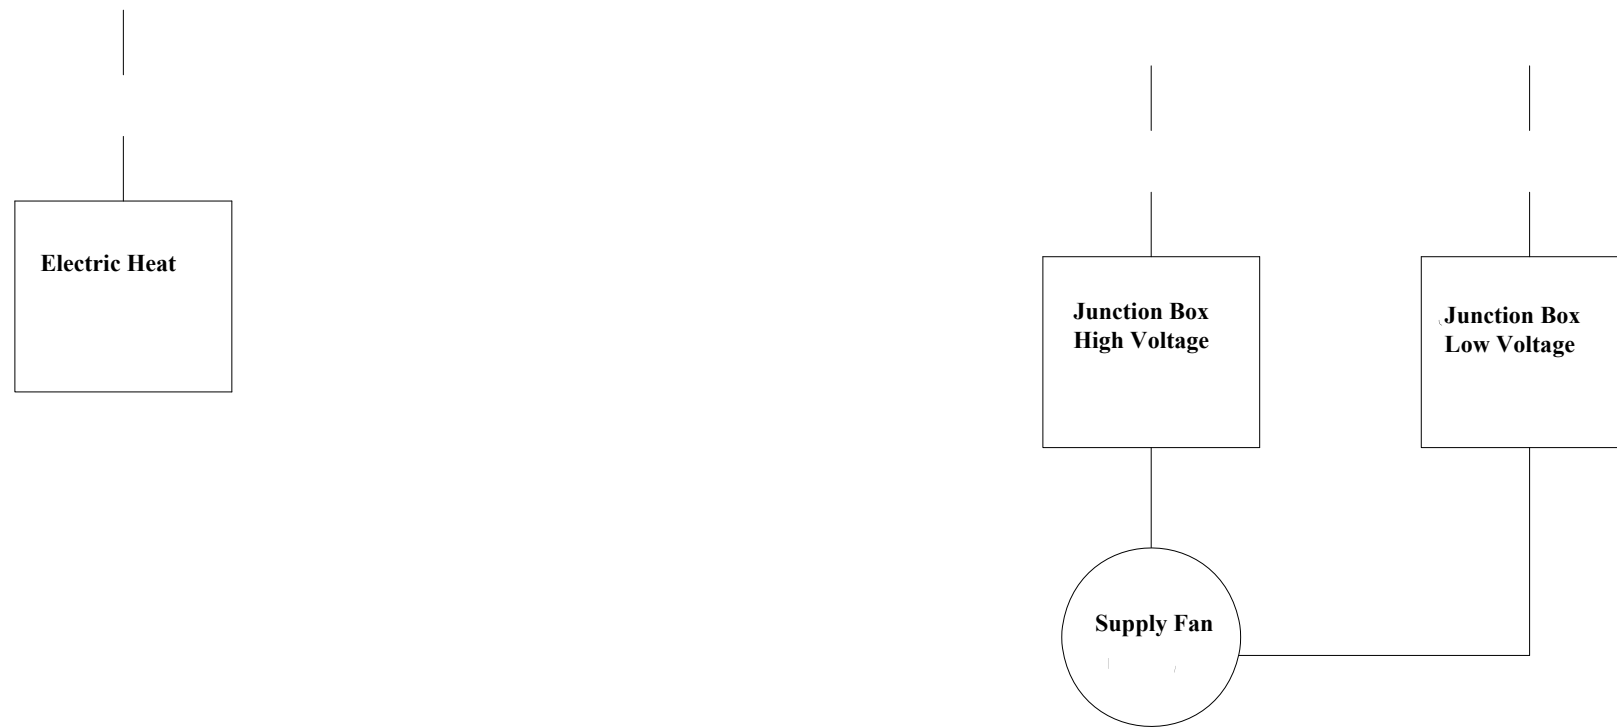 Electric Heat
Junction Box
High Voltage
Junction Box
Low Voltage
Supply Fan